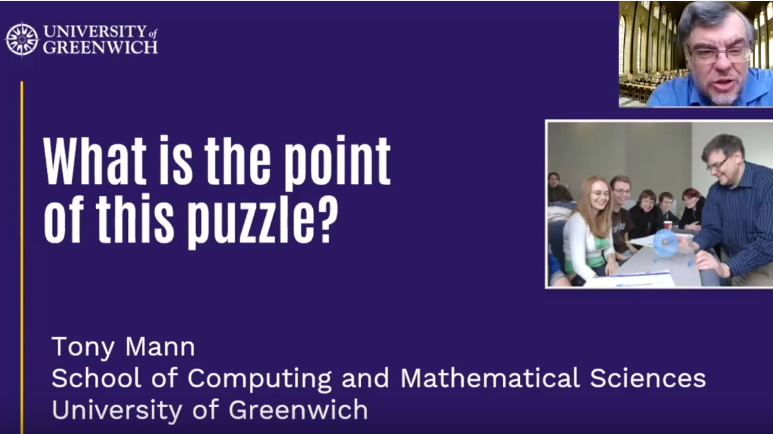 UNIVERSITY of
GREENWICH
What is the point
of this puzzle?
Tony Mann
School of Computing and Mathematical Sciences
University of Greenwich